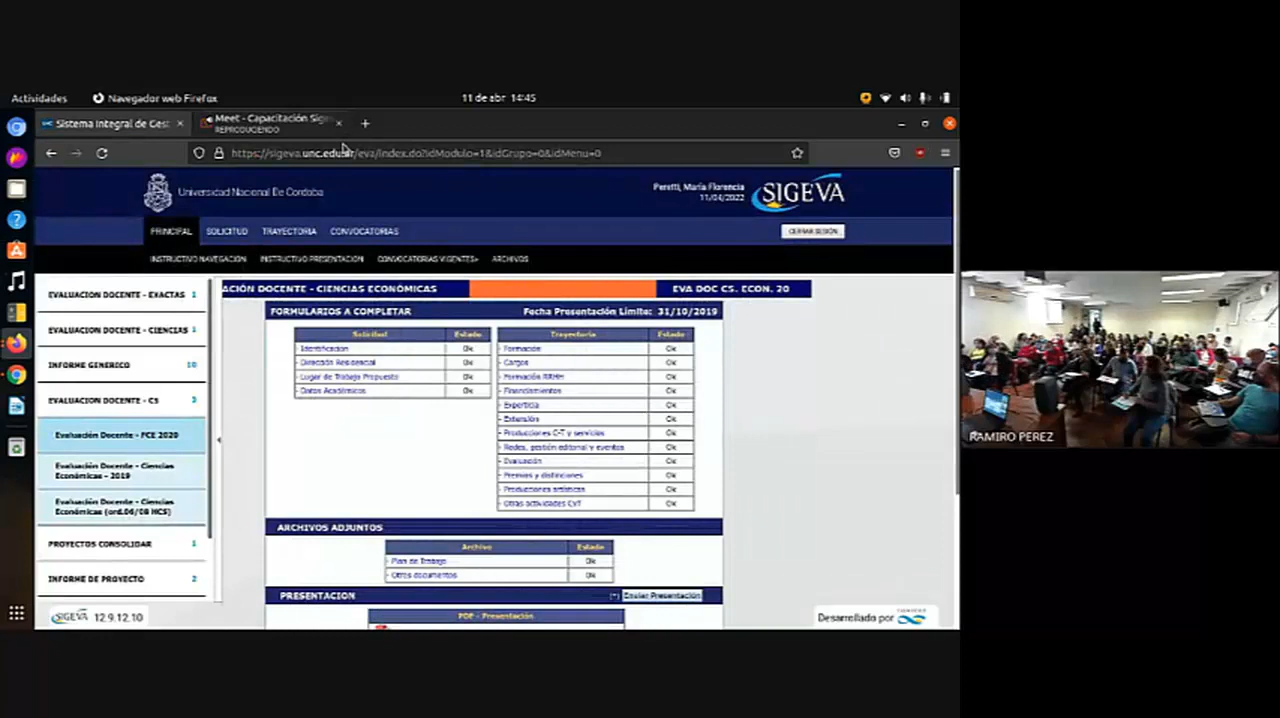 Actividades
Navegador web Firefox
11 de abr 14:45
Sistema Integral de Gest
Meet - Capacitación Sige
REPRODUCIENDO
https://sigeva.unc.edu.ar/eva/index.do?idModulo=1&idGrupo=0&idMenu=0
Universidad Nacional De Cordoba
Peretti, María Florencia
11/04/2022
SIGEVA
PRINCIPAL
SOLICITUD
TRAYECTORIA
CONVOCATORIAS
CERRAR SESIÓN
INSTRUCTIVO NAVEGACION
INSTRUCTIVO PRESENTACION
CONVOCATORIAS VIGENTES>
ARCHIVOS
EVALUACION DOCENTE - EXACTAS 1
EVALUACION DOCENTE - CIENCIAS 1
INFORME GENERICO 10
EVALUACION DOCENTE - CS 3
Evaluación Docente - FCE 2020
Evaluación Docente - Ciencias
Económicas - 2019
Evaluación Docente - Ciencias
Económicas (ord.06/08 HCS)
PROYECTOS CONSOLIDAR 1
INFORME DE PROYECTO 2
ACIÓN DOCENTE - CIENCIAS ECONÓMICAS
EVA DOC CS. ECON. 20
FORMULARIOS A COMPLETAR
Fecha Presentación Límite: 31/10/2019
Solicitud Estado
- Identificación Ok
- Dirección Residencial Ok
- Lugar de Trabajo Propuesto Ok
- Datos Académicos Ok
Trayectoria Estado
- Formación Ok
- Cargos Ok
- Formación RRHH Ok
- Financiamientos Ok
- Experticia Ok
- Extensión Ok
- Producciones C-T y servicios Ok
- Redes, gestión editorial y eventos Ok
- Evaluación Ok
- Premios y distinciones Ok
- Producciones artísticas Ok
- Otras actividades CyT Ok
ARCHIVOS ADJUNTOS
Archivo Estado
- Plan de Trabajo Ok
- Otros documentos Ok
PRESENTACION
Enviar Presentación
PDF - Presentación
SIGEVA 12.9.12.10
Desarrollado por
CONICET
RAMIRO PEREZ